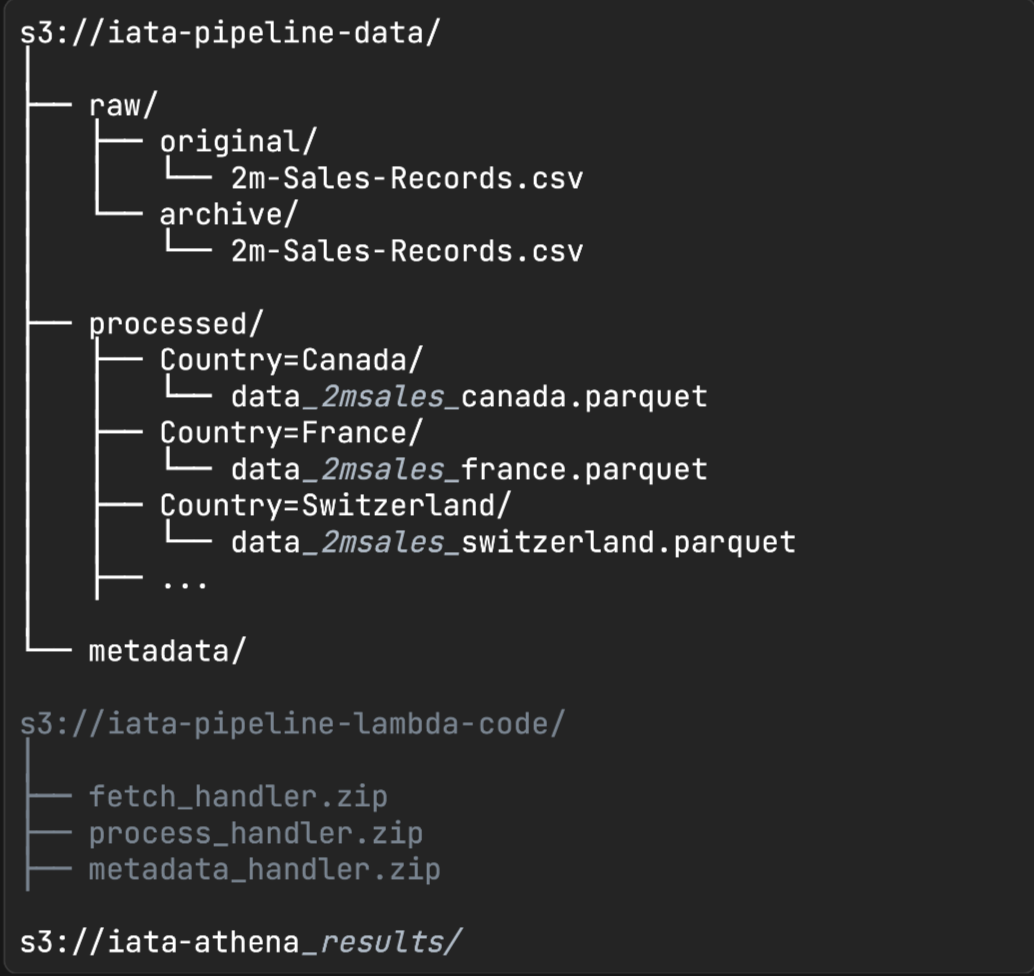 s3://iata-pipeline-data/
├── raw/
│   ├── original/
│   │   └── 2m-Sales-Records.csv
│   └── archive/
│       └── 2m-Sales-Records.csv
├── processed/
│   ├── Country=Canada/
│   │   └── data_2msales_canada.parquet
│   ├── Country=France/
│   │   └── data_2msales_france.parquet
│   ├── Country=Switzerland/
│   │   └── data_2msales_switzerland.parquet
│   ├── ...
└── metadata/
s3://iata-pipeline-lambda-code/
├── fetch_handler.zip
├── process_handler.zip
├── metadata_handler.zip
s3://iata-athena_results/